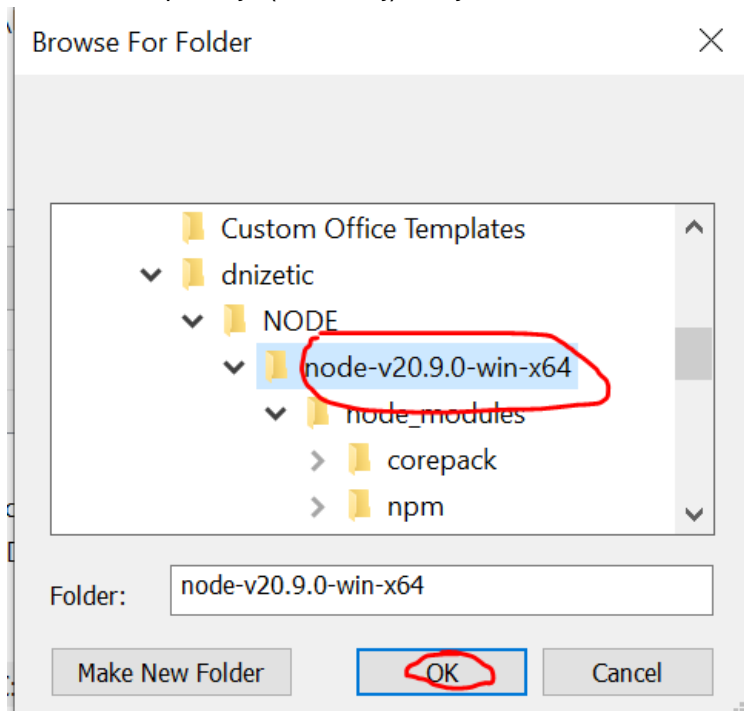 Browse For Folder
Custom Office Templates
dnizetic
NODE
node-v20.9.0-win-x64
node_modules
corepack
npm
Folder:
node-v20.9.0-win-x64
Make New Folder
OK
Cancel